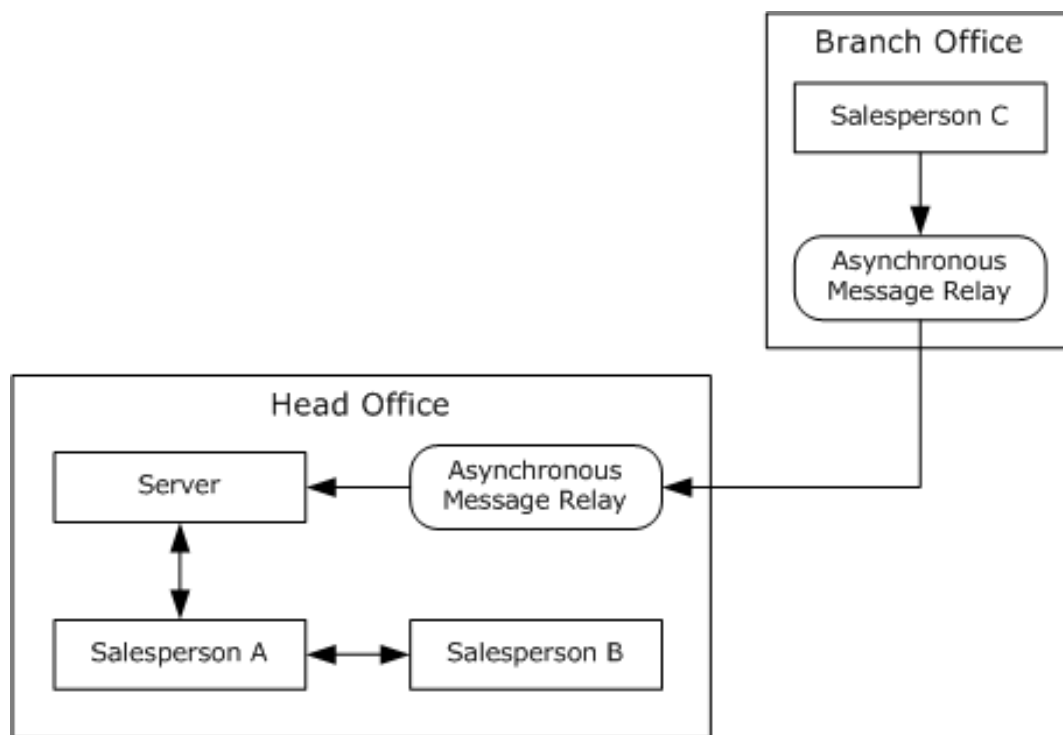 Branch Office
Salesperson C
Asynchronous
Message Relay
Head Office
Server
Asynchronous
Message Relay
Salesperson A
Salesperson B